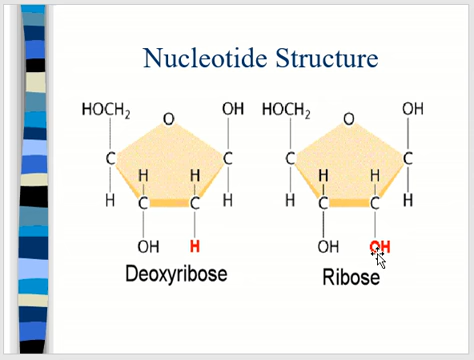 Nucleotide Structure
HOCH2 O OH HOCH2 O OH
C H H C C H H C
H C C H H C C H
OH H OH OH
Deoxyribose Ribose